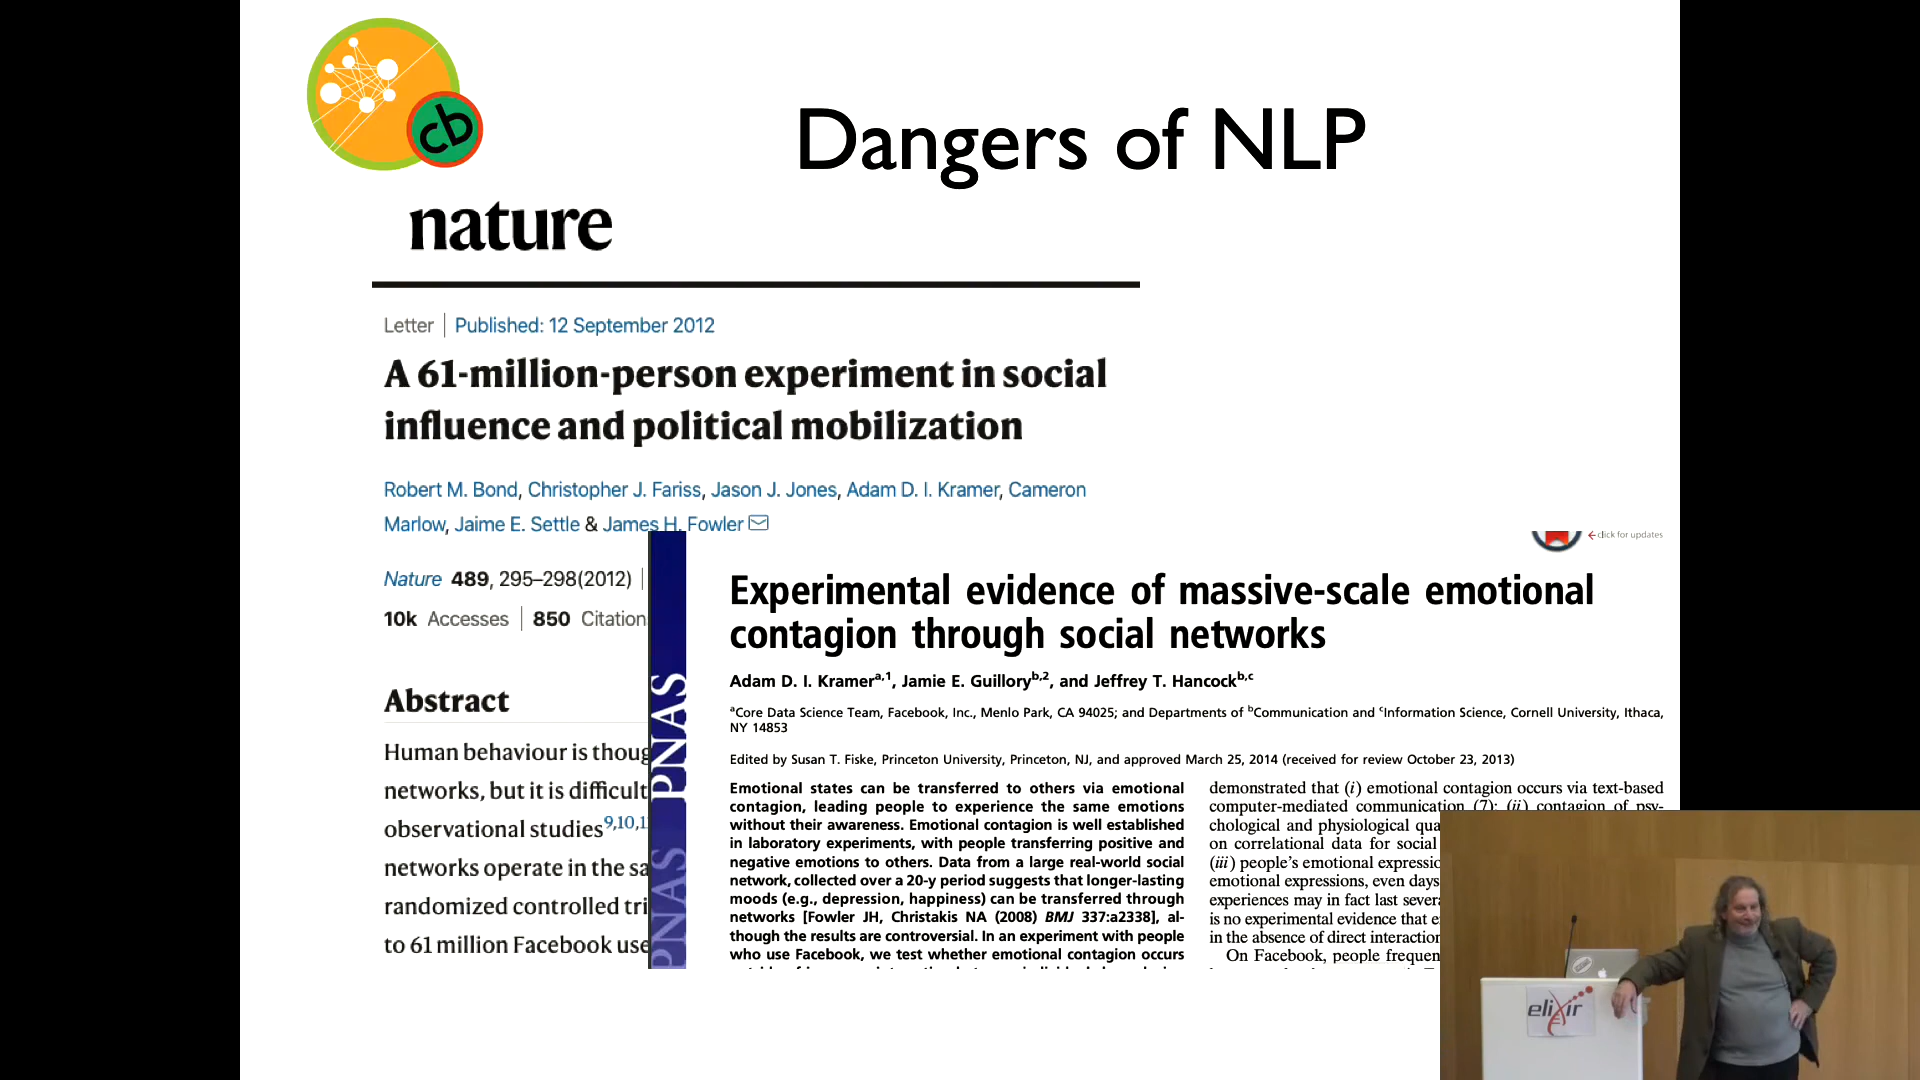 cb
Dangers of NLP
nature
Letter | Published: 12 September 2012
A 61-million-person experiment in social
influence and political mobilization
Robert M. Bond, Christopher J. Fariss, Jason J. Jones, Adam D. I. Kramer, Cameron
Marlow, Jaime E. Settle & James H. Fowler
Nature 489, 295–298(2012) |
10k Accesses | 850 Citation
Abstract
Human behaviour is thoug
networks, but it is difficult
observational studies9,10,1
networks operate in the sa
randomized controlled tri
to 61 million Facebook use
PNAS
PNAS
click for updates
Experimental evidence of massive-scale emotional
contagion through social networks
Adam D. I. Kramera,1, Jamie E. Guilloryb,2, and Jeffrey T. Hancockb,c
aCore Data Science Team, Facebook, Inc., Menlo Park, CA 94025; and Departments of bCommunication and cInformation Science, Cornell University, Ithaca,
NY 14853
Edited by Susan T. Fiske, Princeton University, Princeton, NJ, and approved March 25, 2014 (received for review October 23, 2013)
Emotional states can be transferred to others via emotional
contagion, leading people to experience the same emotions
without their awareness. Emotional contagion is well established
in laboratory experiments, with people transferring positive and
negative emotions to others. Data from a large real-world social
network, collected over a 20-y period suggests that longer-lasting
moods (e.g., depression, happiness) can be transferred through
networks [Fowler JH, Christakis NA (2008) BMJ 337:a2338], al-
though the results are controversial. In an experiment with people
who use Facebook, we test whether emotional contagion occurs
demonstrated that (i) emotional contagion occurs via text-based
computer-mediated communication (7); (ii) contagion of psy-
chological and physiological qua
on correlational data for social
(iii) people's emotional expressio
emotional expressions, even days
experiences may in fact last severa
is no experimental evidence that e
in the absence of direct interaction
On Facebook, people frequen
elixir